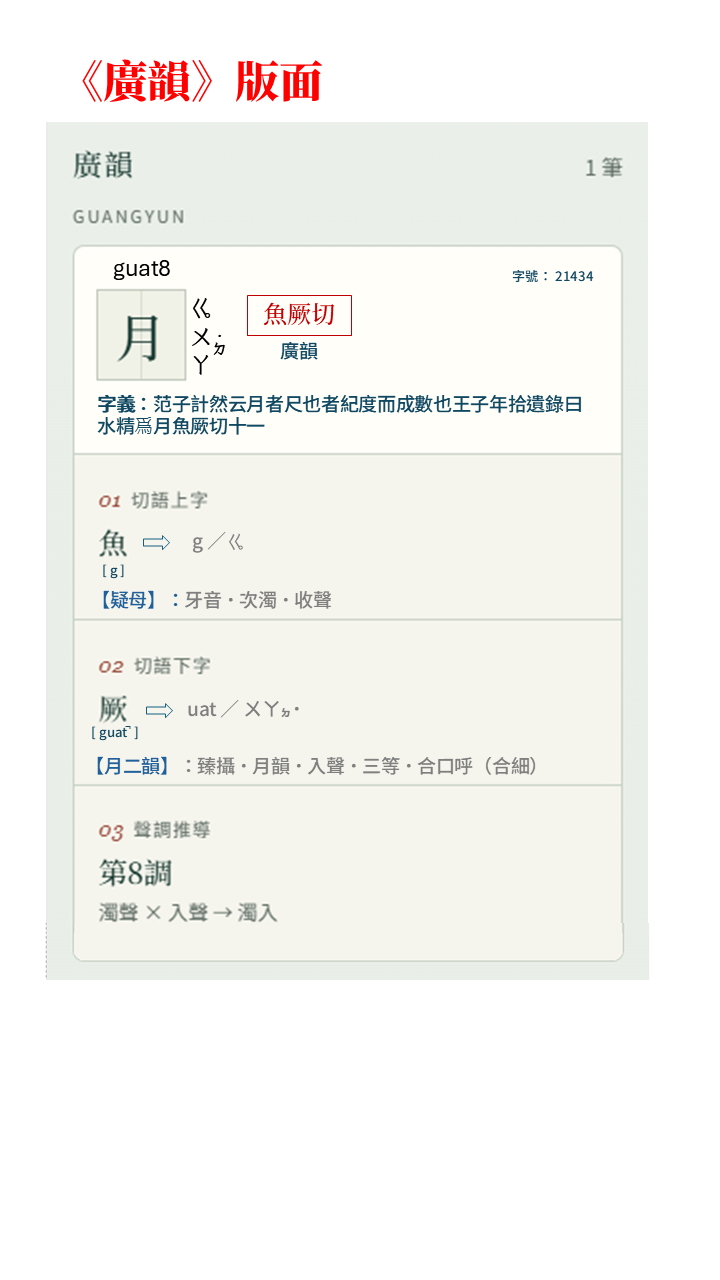 《廣韻》版面
廣韻
1 筆
GUANGYUN
guat8
字號： 21434
月
ㆣㄨㄚㆵ˙
魚厥切
廣韻
字義：范子計然云月者尺也者紀度而成數也王子年拾遺錄曰
水精爲月魚厥切十一
01 切語上字
魚 ⇨ g／ㆣ
[ g ]
【疑母】：牙音·次濁·收聲
02 切語下字
厥 ⇨ uat／ㄨㄚㆵ˙
[ guat˺ ]
【月二韻】：臻攝·月韻·入聲·三等·合口呼（合細）
03 聲調推導
第8調
濁聲 × 入聲 → 濁入